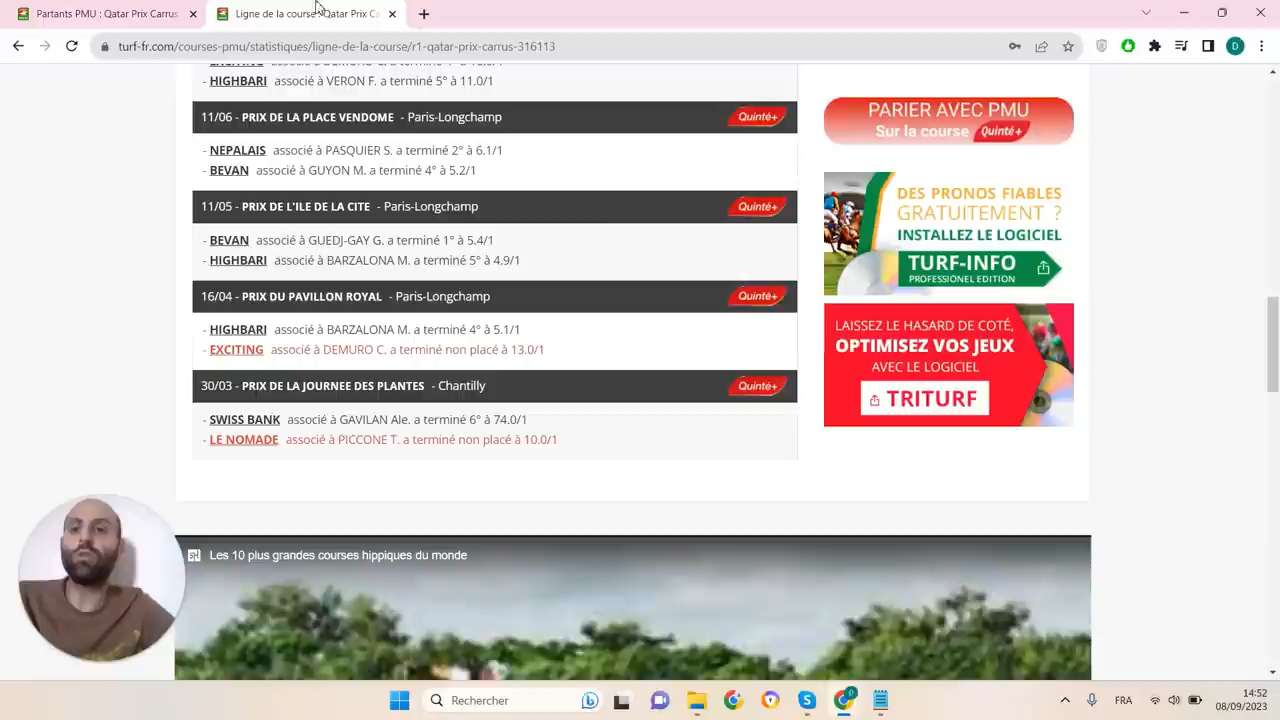 Partants : Qatar Prix Carrus
Ligne de la course :Qatar Prix Ca
turf-fr.com/courses-pmu/statistiques/ligne-de-la-course/r1-qatar-prix-carrus-316113
D
- HIGHBARI associé à VERON F. a terminé 5° à 11.0/1
11/06 - PRIX DE LA PLACE VENDOME - Paris-Longchamp
Quinté+
- NEPALAIS associé à PASQUIER S. a terminé 2° à 6.1/1
- BEVAN associé à GUYON M. a terminé 4° à 5.2/1
11/05 - PRIX DE L'ILE DE LA CITE - Paris-Longchamp
Quinté+
- BEVAN associé à GUEDJ-GAY G. a terminé 1° à 5.4/1
- HIGHBARI associé à BARZALONA M. a terminé 5° à 4.9/1
16/04 - PRIX DU PAVILLON ROYAL - Paris-Longchamp
Quinté+
- HIGHBARI associé à BARZALONA M. a terminé 4° à 5.1/1
- EXCITING associé à DEMURO C. a terminé non placé à 13.0/1
30/03 - PRIX DE LA JOURNEE DES PLANTES - Chantilly
Quinté+
- SWISS BANK associé à GAVILAN Ale. a terminé 6° à 74.0/1
- LE NOMADE associé à PICCONE T. a terminé non placé à 10.0/1
PARIER AVEC PMU
Sur la course Quinté+
DES PRONOS FIABLES
GRATUITEMENT ?
INSTALLEZ LE LOGICIEL
TURF-INFO
PROFESSIONEL EDITION
LAISSEZ LE HASARD DE COTÉ,
OPTIMISEZ VOS JEUX
AVEC LE LOGICIEL
TRITURF
Les 10 plus grandes courses hippiques du monde
Rechercher
FRA
14:52
08/09/2023